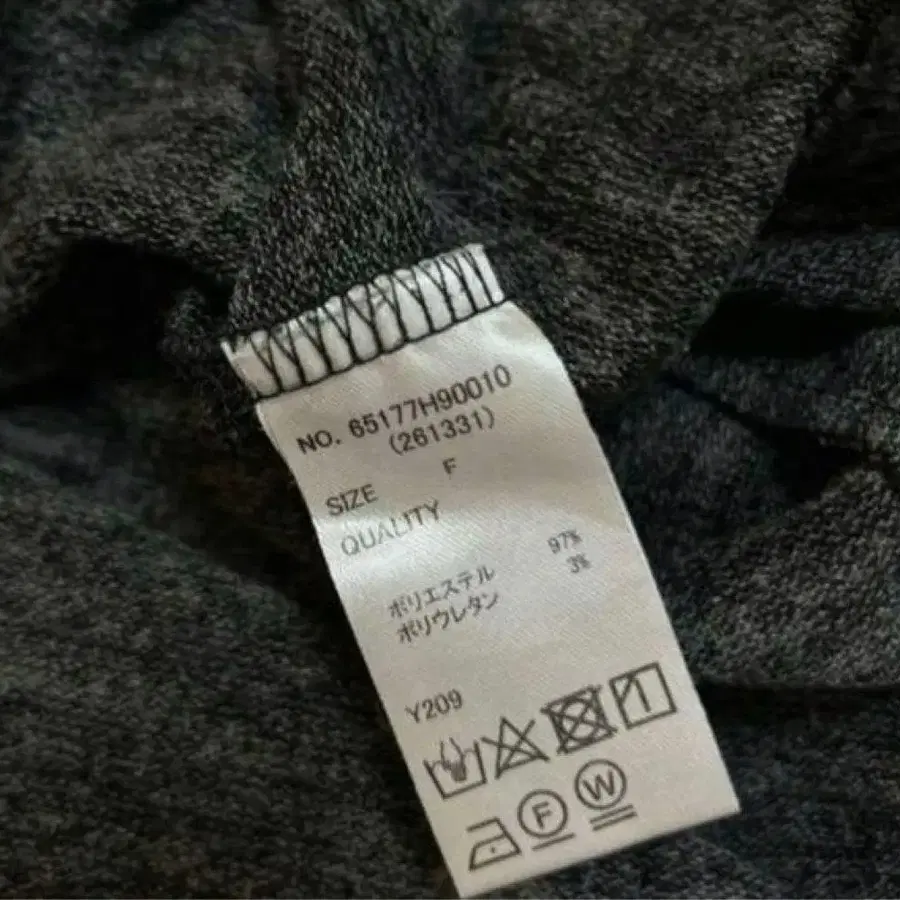 NO. 65177H90010
(261331)
SIZE F
QUALITY
ポリエステル 97%
ポリウレタン 3%
Y209
F W